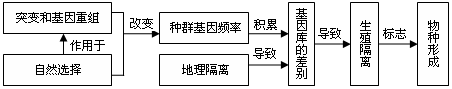 突变和基因重组
作用于
自然选择
改变
种群基因频率
积累
地理隔离
导致
基因库的差别
导致
生殖隔离
标志
物种形成